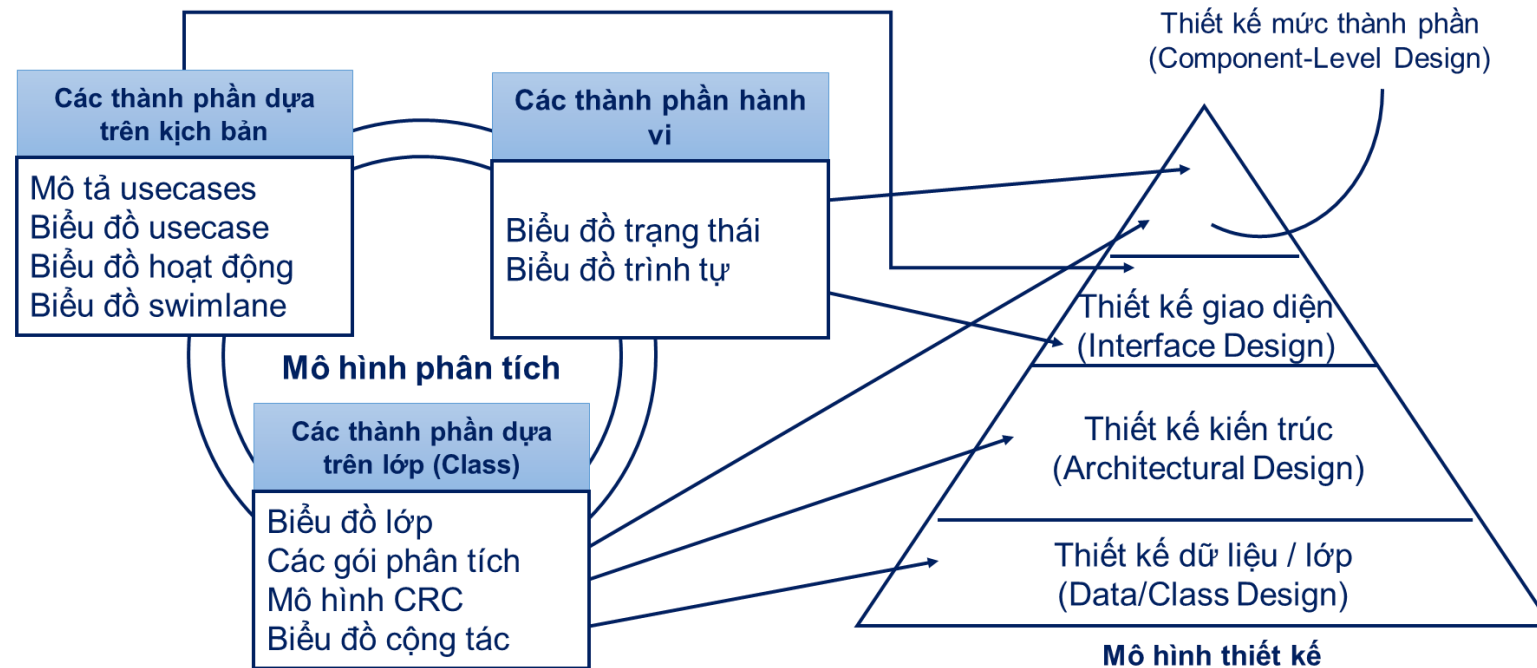 Các thành phần dựa
trên kịch bản
Mô tả usecases
Biểu đồ usecase
Biểu đồ hoạt động
Biểu đồ swimlane
Các thành phần hành
vi
Biểu đồ trạng thái
Biểu đồ trình tự
Mô hình phân tích
Các thành phần dựa
trên lớp (Class)
Biểu đồ lớp
Các gói phân tích
Mô hình CRC
Biểu đồ cộng tác
Thiết kế mức thành phần
(Component-Level Design)
Thiết kế giao diện
(Interface Design)
Thiết kế kiến trúc
(Architectural Design)
Thiết kế dữ liệu / lớp
(Data/Class Design)
Mô hình thiết kế